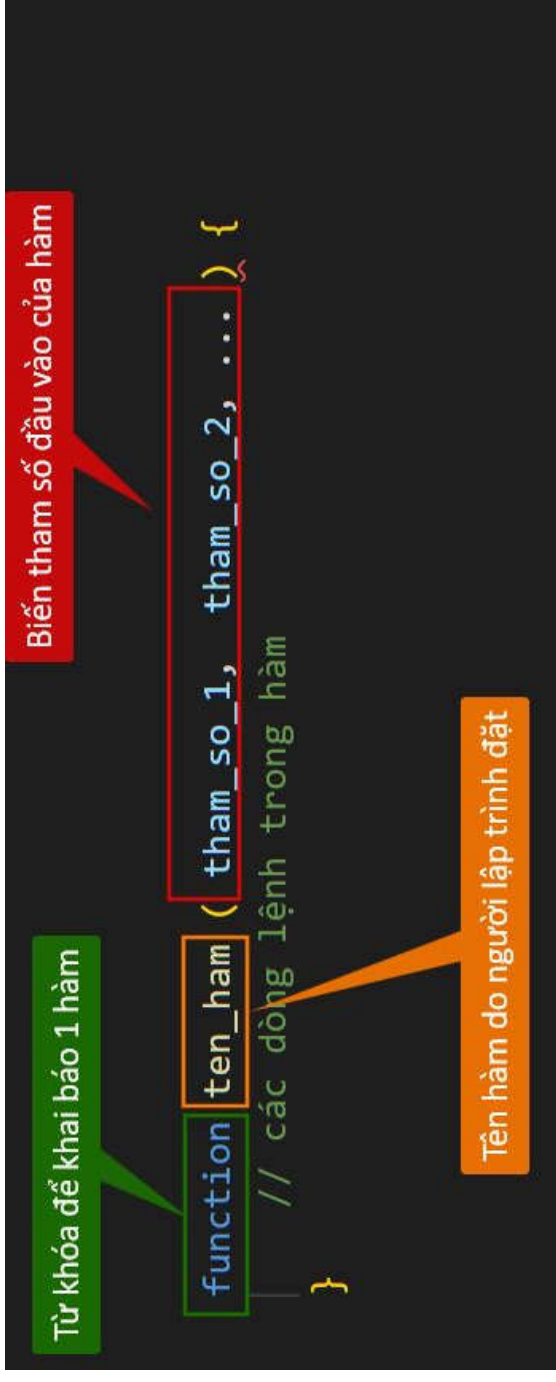 Từ khóa để khai báo 1 hàm
Biến tham số đầu vào của hàm
function ten_ham ( tham_so_1, tham_so_2, ... ) {
// các dòng lệnh trong hàm
}
Tên hàm do người lập trình đặt